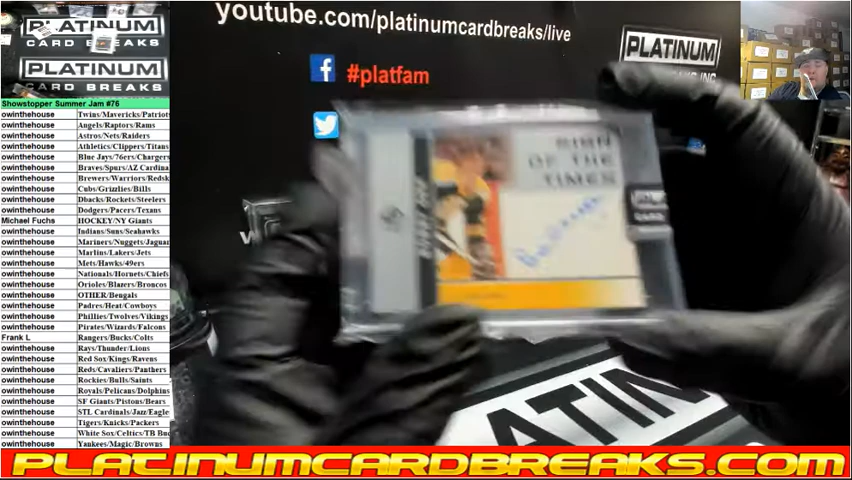 PLATINUM
CARD BREAKS
PLATINUM
CARD BREAKS
Showstopper Summer Jam #76
owinthehouse Twins/Mavericks/Patriot
owinthehouse Angels/Raptors/Rams
owinthehouse Astros/Nets/Raiders
owinthehouse Athletics/Clippers/Titans
owinthehouse Blue Jays/76ers/Chargers
owinthehouse Braves/Spurs/AZ Cardina
owinthehouse Brewers/Warriors/Redsk
owinthehouse Cubs/Grizzlies/Bills
owinthehouse Dbacks/Rockets/Steelers
owinthehouse Dodgers/Pacers/Texans
Michael Fuchs HOCKEY/NY Giants
owinthehouse Indians/Suns/Seahawks
owinthehouse Mariners/Nuggets/Jaguar
owinthehouse Marlins/Lakers/Jets
owinthehouse Mets/Hawks/49ers
owinthehouse Nationals/Hornets/Chiefs
owinthehouse Orioles/Blazers/Broncos
owinthehouse OTHER/Bengals
owinthehouse Padres/Heat/Cowboys
owinthehouse Phillies/Twolves/Vikings
owinthehouse Pirates/Wizards/Falcons
Frank L Rangers/Bucks/Colts
owinthehouse Rays/Thunder/Lions
owinthehouse Red Sox/Kings/Ravens
owinthehouse Reds/Cavaliers/Panthers
owinthehouse Rockies/Bulls/Saints
owinthehouse Royals/Pelicans/Dolphins
owinthehouse SF Giants/Pistons/Bears
owinthehouse STL Cardinals/Jazz/Eagle
owinthehouse Tigers/Knicks/Packers
owinthehouse White Sox/Celtics/TB Buc
owinthehouse Yankees/Magic/Browns
youtube.com/platinumcardbreaks/live
#platfam
PLATINUM
SIGN
OF THE
TIMES
PLATIN
PLATINUMCARDBREAKS.COM